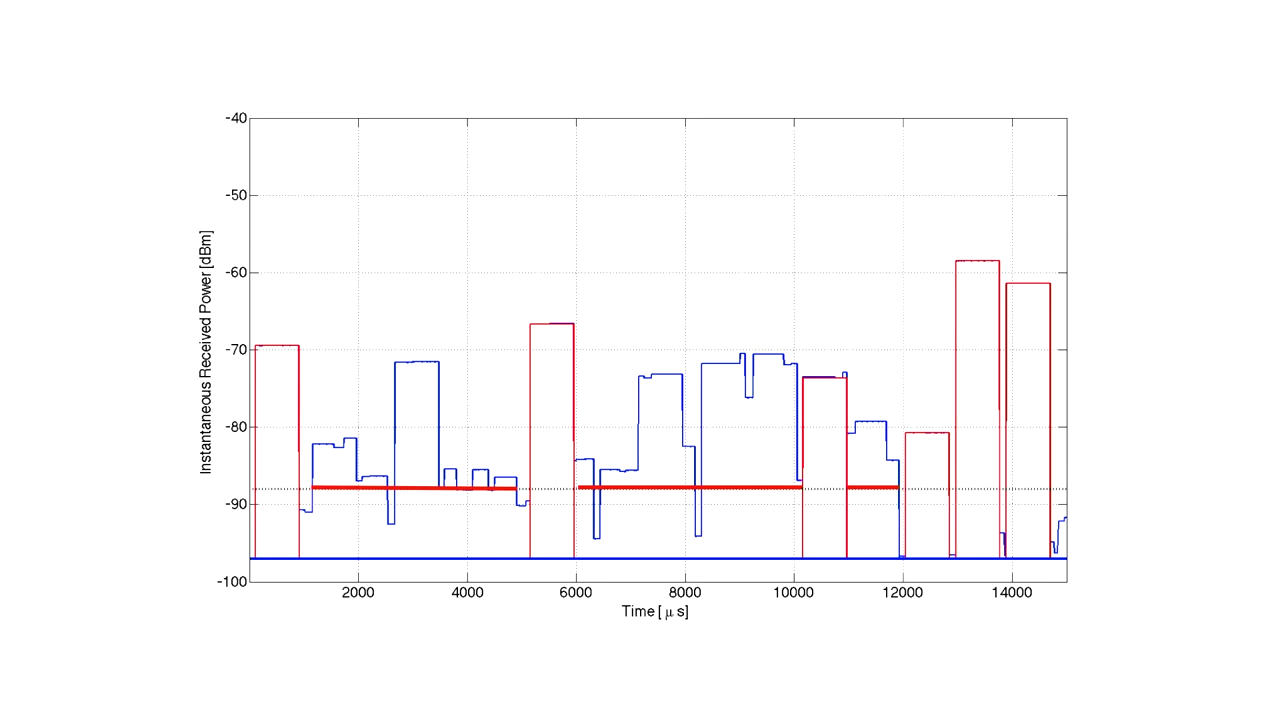 -40
-50
-60
-70
-80
-90
-100
Instantaneous Received Power [dBm]
2000 4000 6000 8000 10000 12000 14000
Time [ μ s]